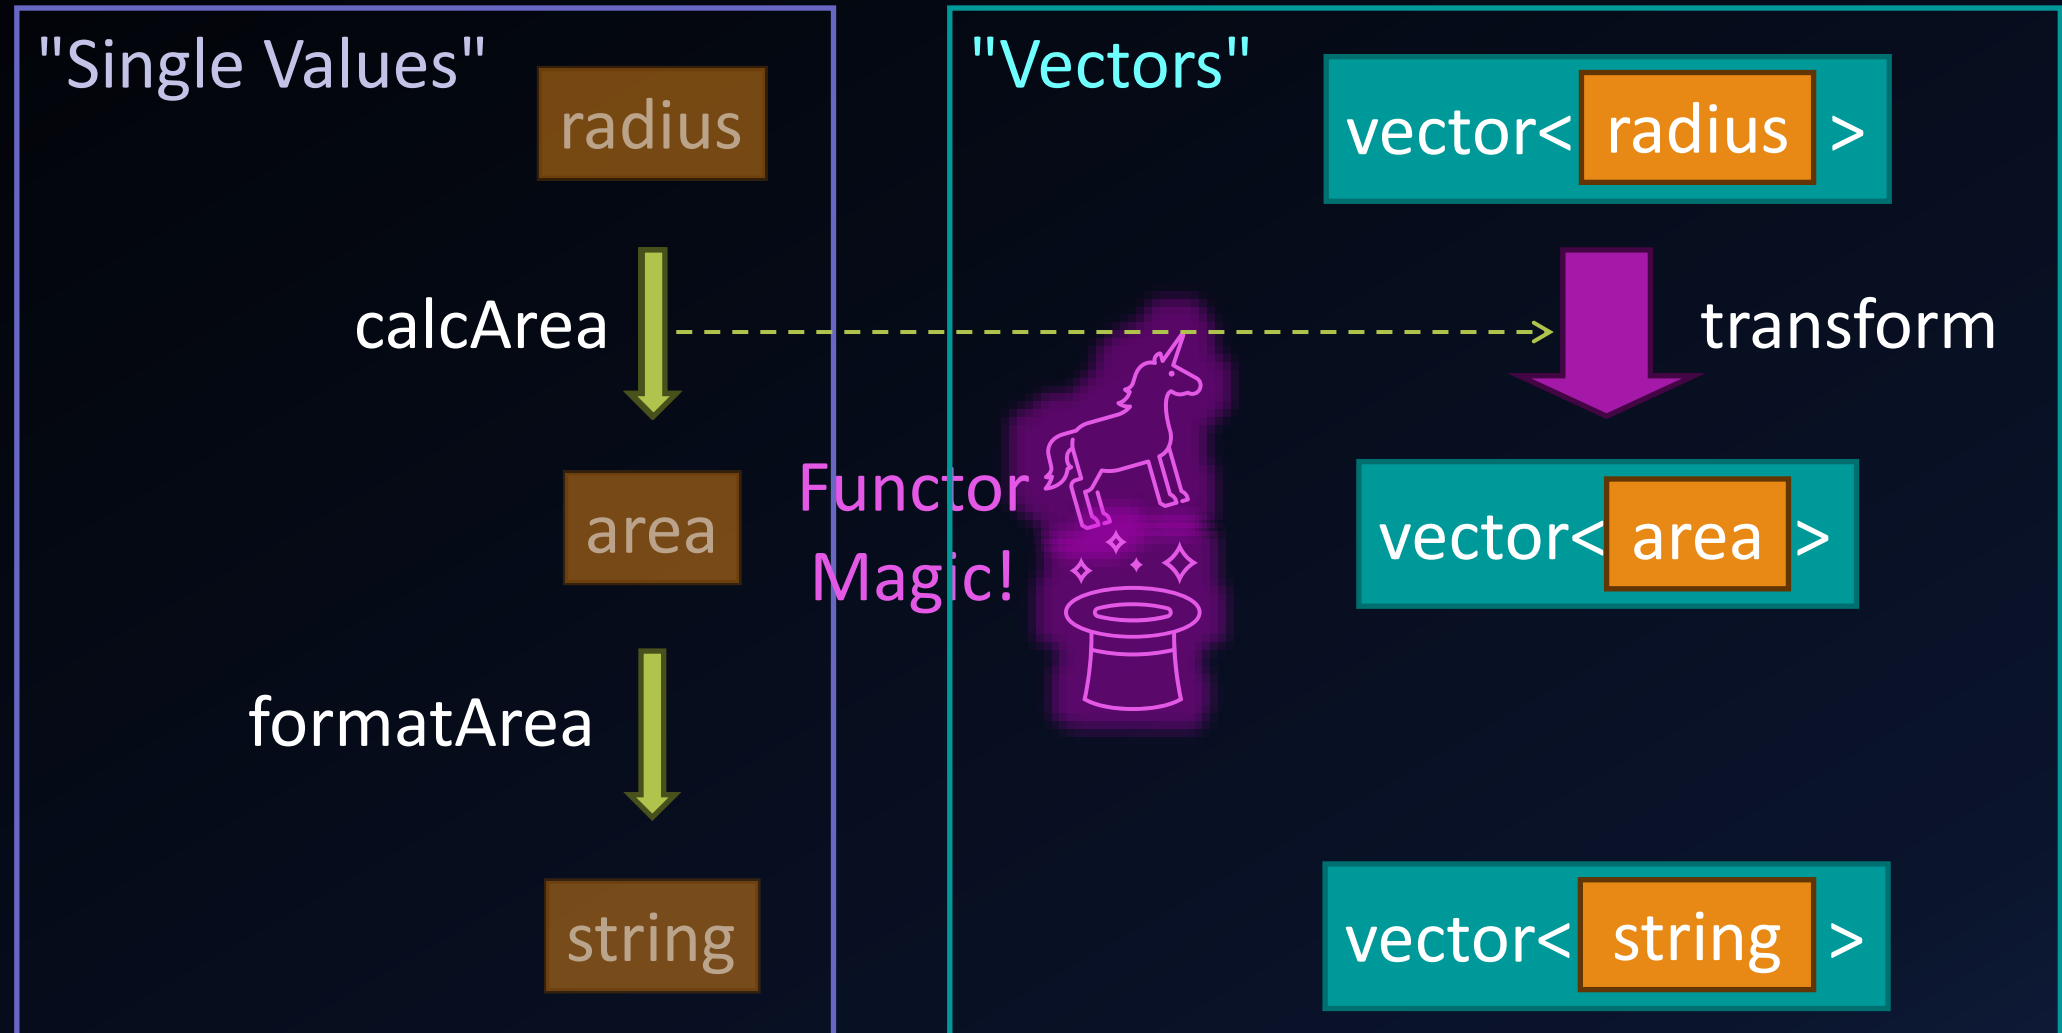 "Single Values"
radius
calcArea
area
formatArea
string
Functor
Magic!
"Vectors"
vector< radius >
transform
vector< area >
vector< string >